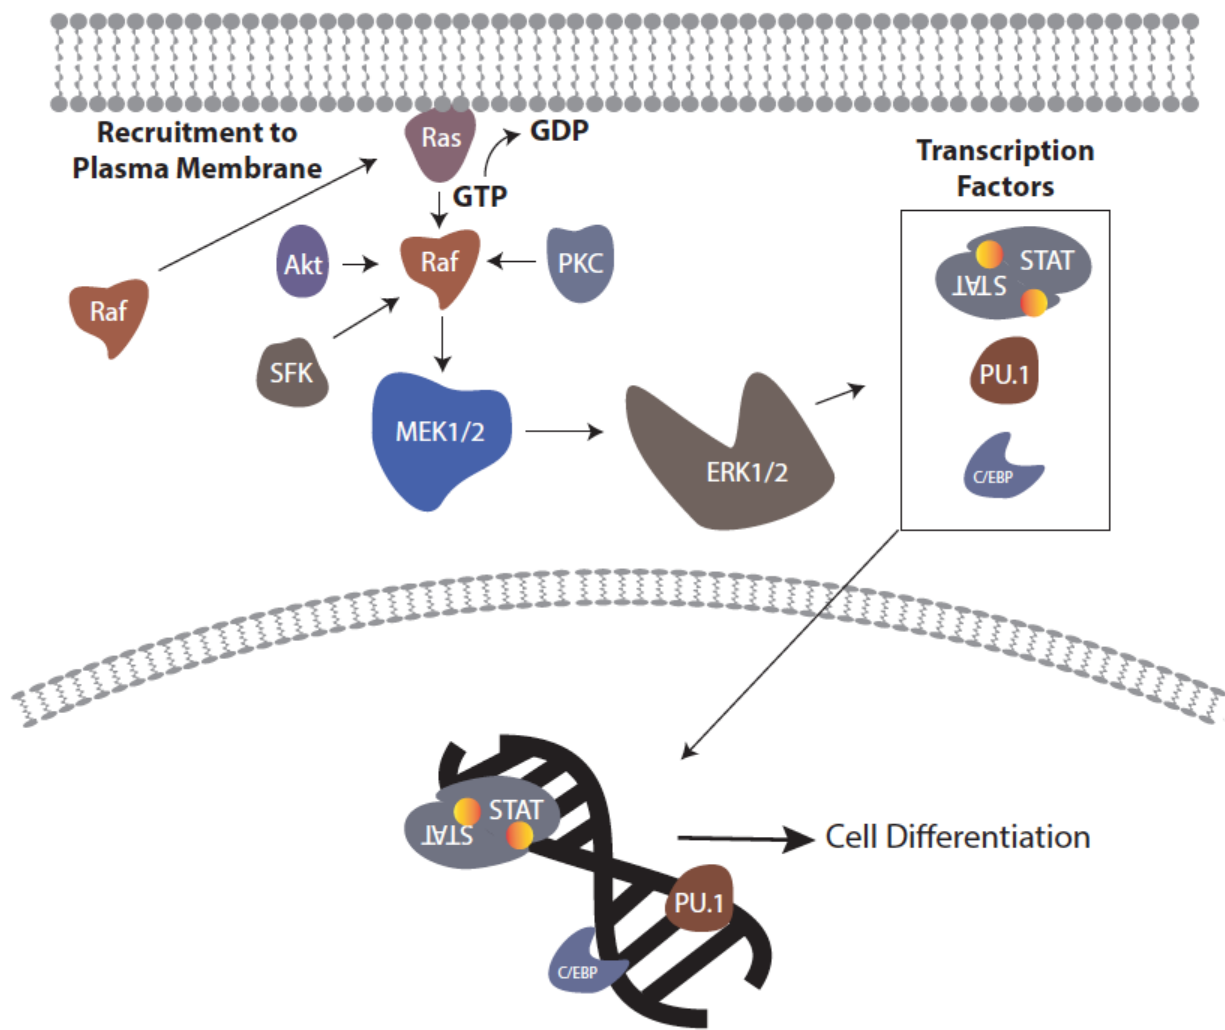 Recruitment to
Plasma Membrane
Ras
GDP
GTP
Transcription
Factors
Akt
Raf
PKC
Raf
SFK
STAT
STAT
PU.1
MEK1/2
ERK1/2
C/EBP
STAT
STAT
Cell Differentiation
PU.1
C/EBP